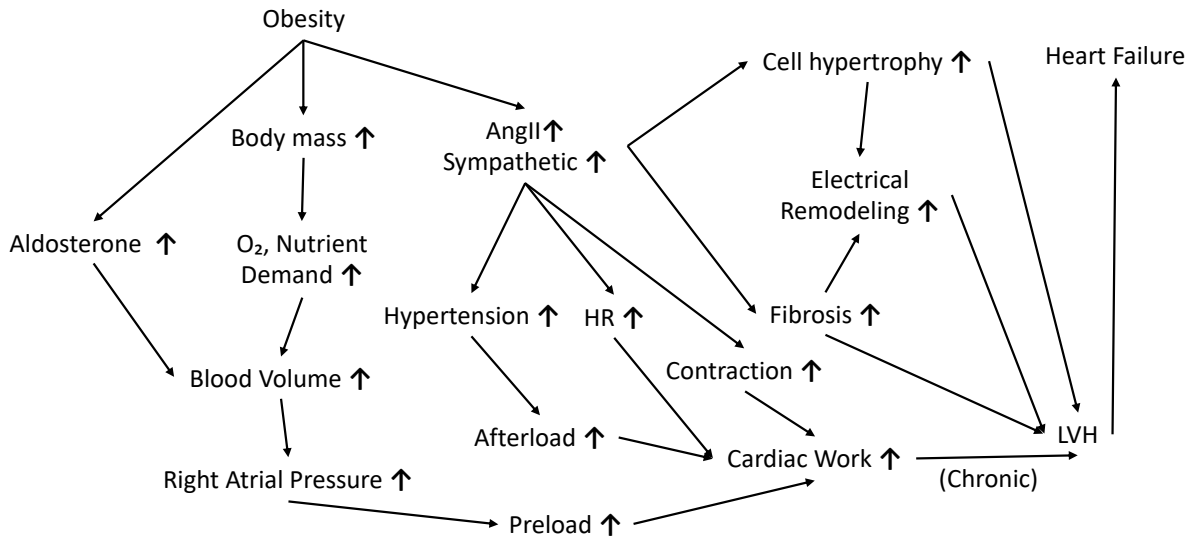 Obesity
Cell hypertrophy ↑
Heart Failure
Body mass ↑
AngII↑
Sympathetic ↑
Electrical
Remodeling ↑
Aldosterone ↑
O₂, Nutrient
Demand ↑
Hypertension ↑
HR ↑
Fibrosis ↑
Blood Volume ↑
Contraction ↑
Afterload ↑
LVH
Cardiac Work ↑
(Chronic)
Right Atrial Pressure ↑
Preload ↑